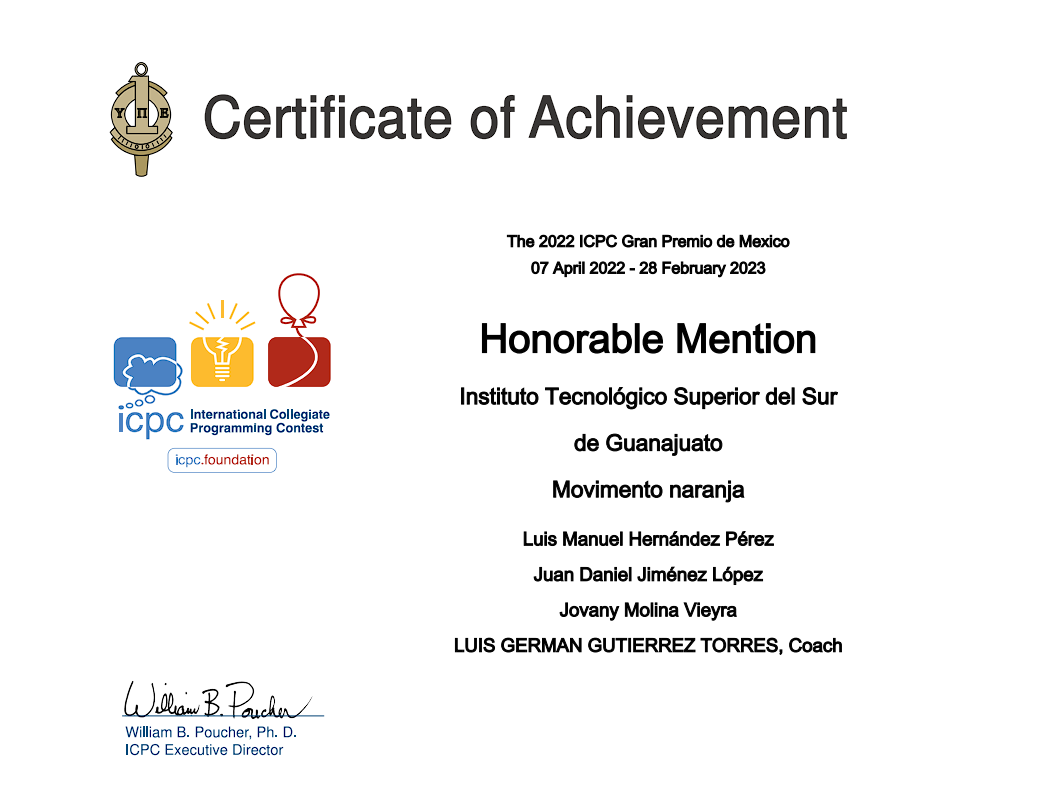 Υ Π Ε
Certificate of Achievement
The 2022 ICPC Gran Premio de Mexico
07 April 2022 - 28 February 2023
Honorable Mention
Instituto Tecnológico Superior del Sur
de Guanajuato
Movimento naranja
Luis Manuel Hernández Pérez
Juan Daniel Jiménez López
Jovany Molina Vieyra
LUIS GERMAN GUTIERREZ TORRES, Coach
icpc International Collegiate
Programming Contest
icpc.foundation
William B. Poucher
William B. Poucher, Ph. D.
ICPC Executive Director